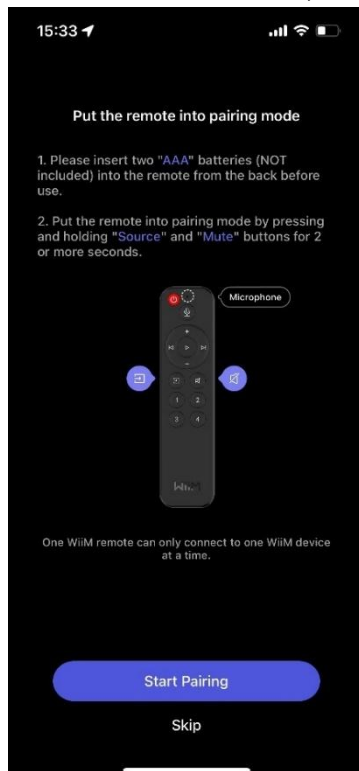 15:33
Put the remote into pairing mode
1. Please insert two "AAA" batteries (NOT
included) into the remote from the back before
use.
2. Put the remote into pairing mode by pressing
and holding "Source" and "Mute" buttons for 2
or more seconds.
Microphone
1 2
3 4
WiiM
One WiiM remote can only connect to one WiiM device
at a time.
Start Pairing
Skip